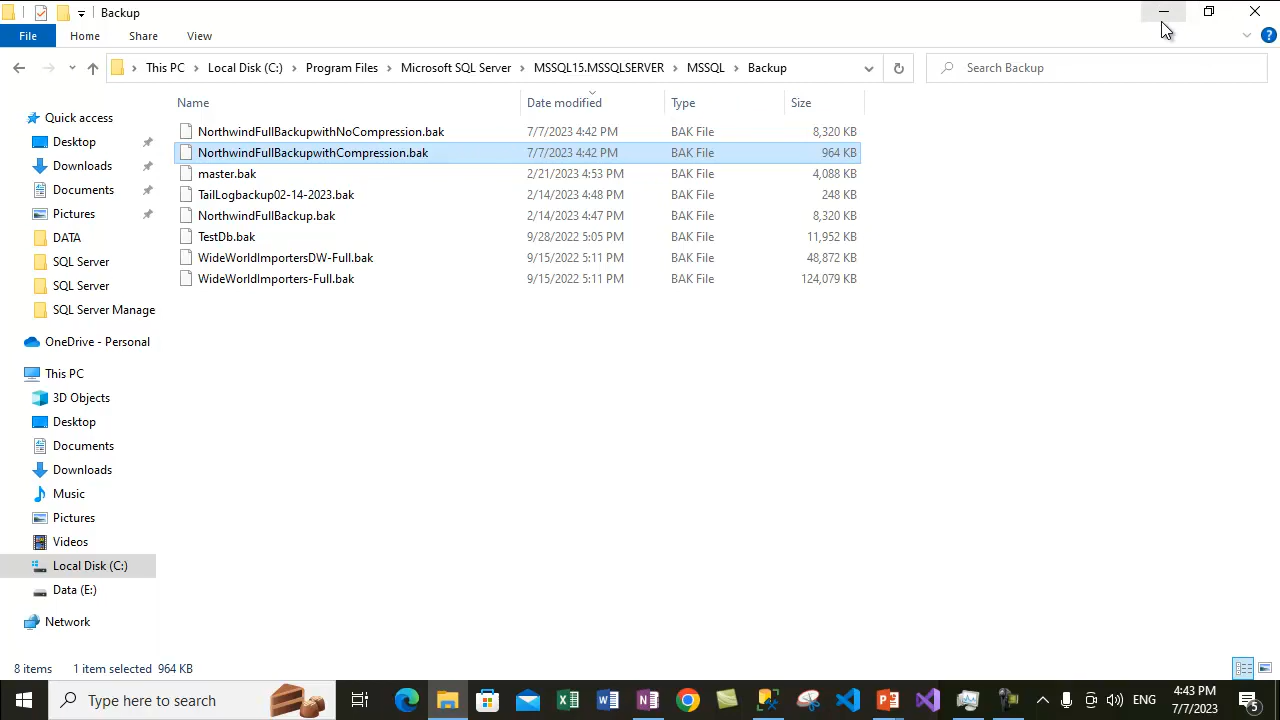 Backup
File Home Share View
This PC Local Disk (C:) Program Files Microsoft SQL Server MSSQL15.MSSQLSERVER MSSQL Backup Search Backup
Name Date modified Type Size
NorthwindFullBackupwithNoCompression.bak 7/7/2023 4:42 PM BAK File 8,320 KB
NorthwindFullBackupwithCompression.bak 7/7/2023 4:42 PM BAK File 964 KB
master.bak 2/21/2023 4:53 PM BAK File 4,088 KB
TailLogbackup02-14-2023.bak 2/14/2023 4:48 PM BAK File 248 KB
NorthwindFullBackup.bak 2/14/2023 4:47 PM BAK File 8,320 KB
TestDb.bak 9/28/2022 5:05 PM BAK File 11,952 KB
WideWorldImportersDW-Full.bak 9/15/2022 5:11 PM BAK File 48,872 KB
WideWorldImporters-Full.bak 9/15/2022 5:11 PM BAK File 124,079 KB
Quick access
Desktop
Downloads
Documents
Pictures
DATA
SQL Server
SQL Server
SQL Server Manage
OneDrive - Personal
This PC
3D Objects
Desktop
Documents
Downloads
Music
Pictures
Videos
Local Disk (C:)
Data (E:)
Network
8 items 1 item selected 964 KB
Type here to search ENG 4:43 PM
7/7/2023 5